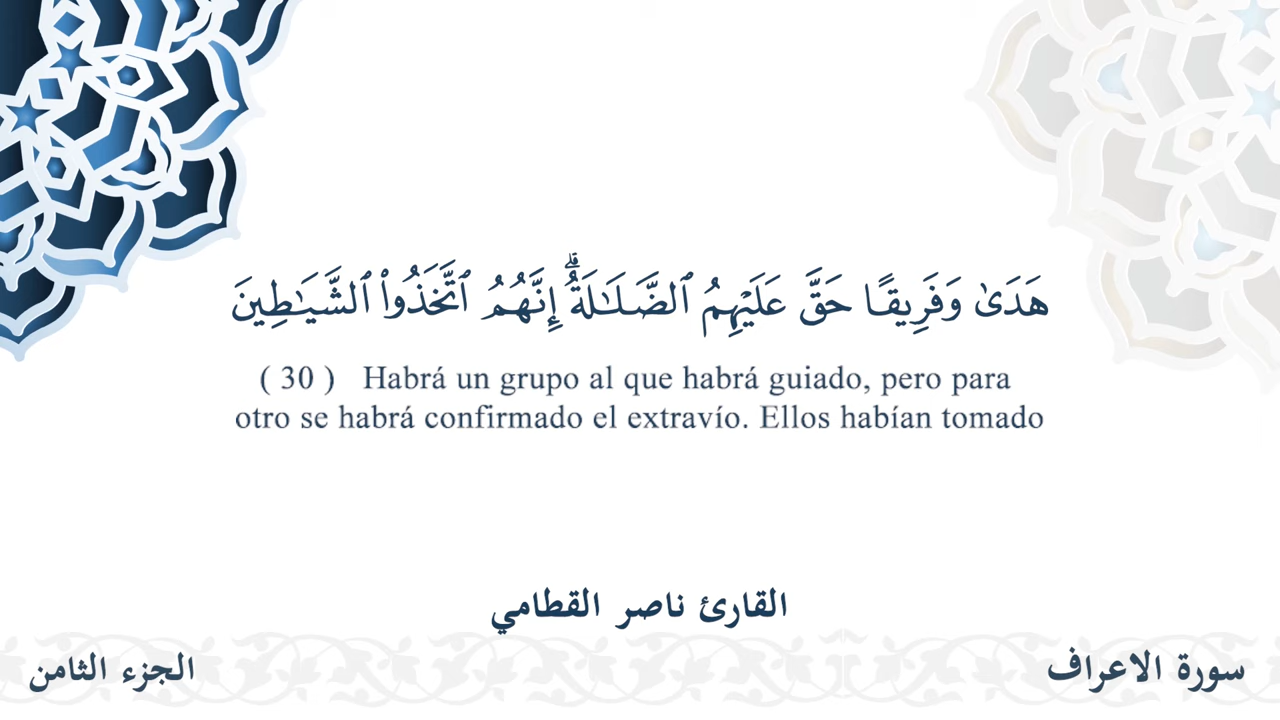 هَدَىٰ وَفَرِيقًا حَقَّ عَلَيْهِمُ ٱلضَّلَـٰلَةُ ۗ إِنَّهُمُ ٱتَّخَذُوا۟ ٱلشَّيَـٰطِينَ
( 30 ) Habrá un grupo al que habrá guiado, pero para
otro se habrá confirmado el extravío. Ellos habían tomado
القارئ ناصر القطامي
سورة الاعراف
الجزء الثامن